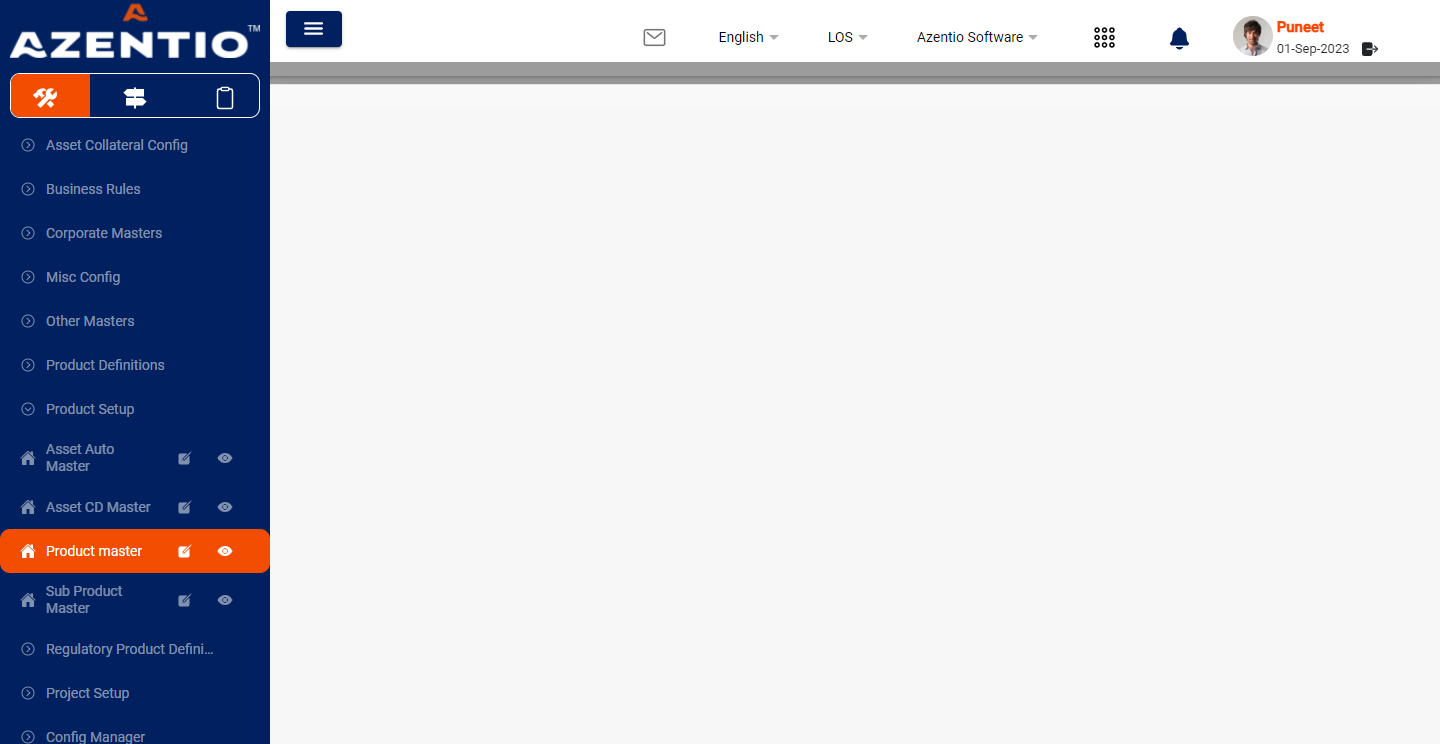 AZENTIO™
English
LOS
Azentio Software
Puneet
01-Sep-2023
Asset Collateral Config
Business Rules
Corporate Masters
Misc Config
Other Masters
Product Definitions
Product Setup
Asset Auto
Master
Asset CD Master
Product master
Sub Product
Master
Regulatory Product Defini...
Project Setup
Config Manager